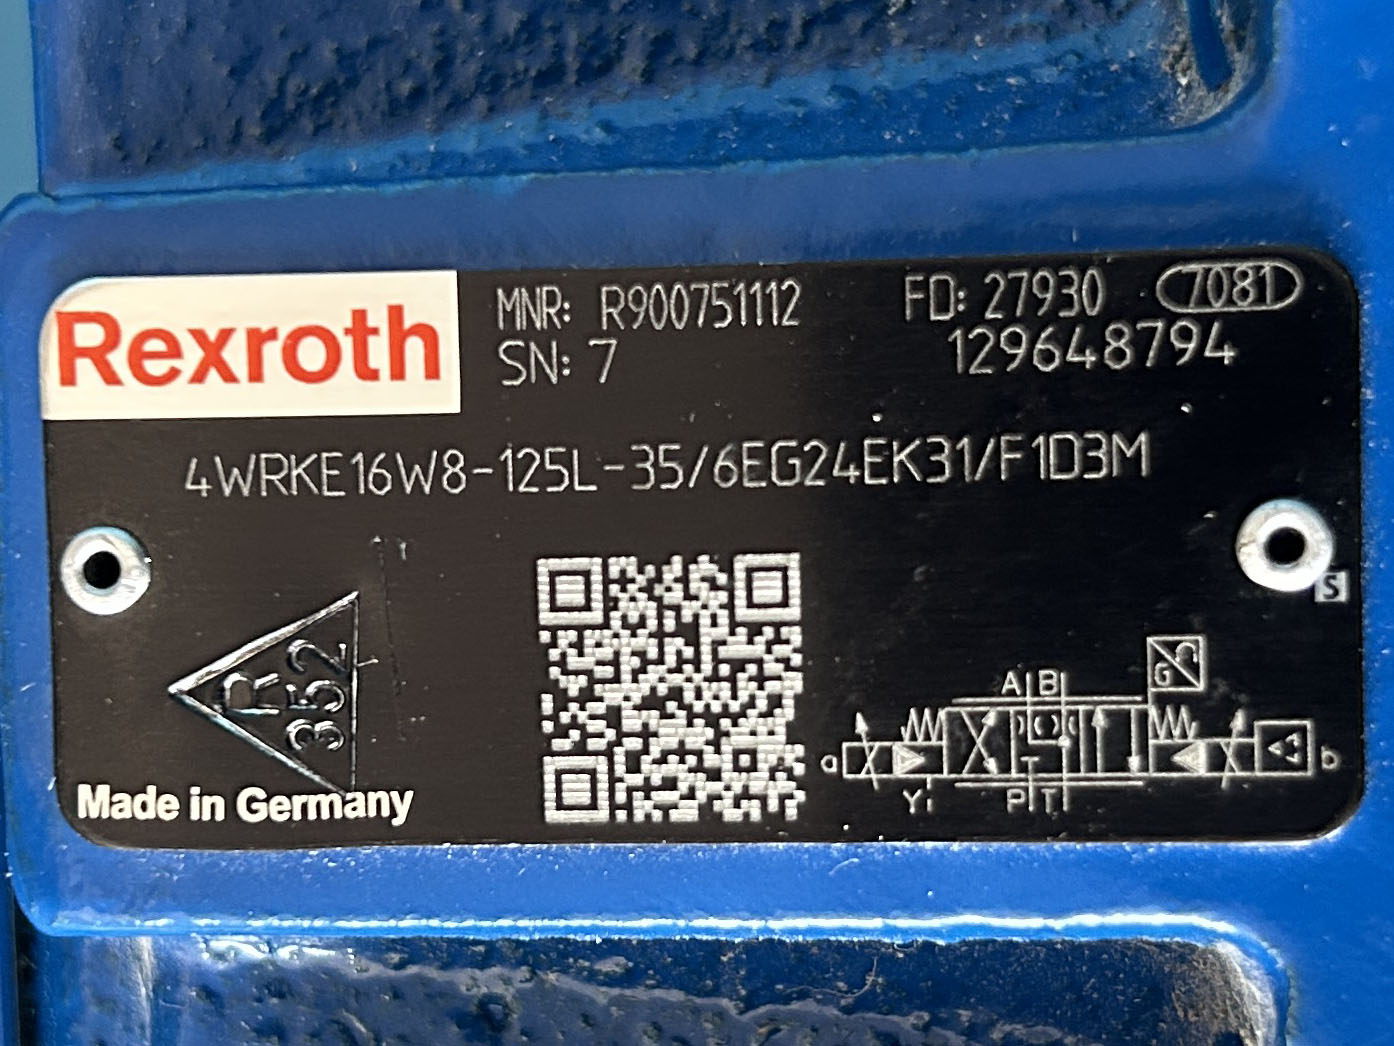 Rexroth
MNR: R900751112
FD: 27930 7081
SN: 7
129648794
4WRKE16W8-125L-35/6EG24EK31/F1D3M
R
352
Made in Germany
S
G
A B
a
b
Y
P T
T